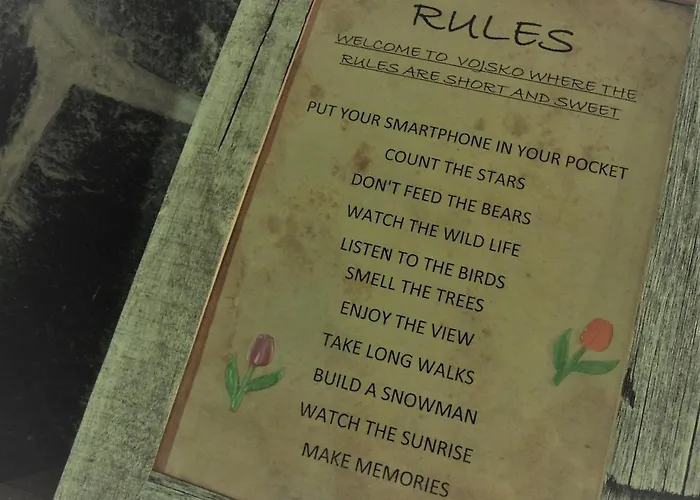 RULES
WELCOME TO VOJSKO WHERE THE
RULES ARE SHORT AND SWEET
PUT YOUR SMARTPHONE IN YOUR POCKET
COUNT THE STARS
DON'T FEED THE BEARS
WATCH THE WILD LIFE
LISTEN TO THE BIRDS
SMELL THE TREES
ENJOY THE VIEW
TAKE LONG WALKS
BUILD A SNOWMAN
WATCH THE SUNRISE
MAKE MEMORIES